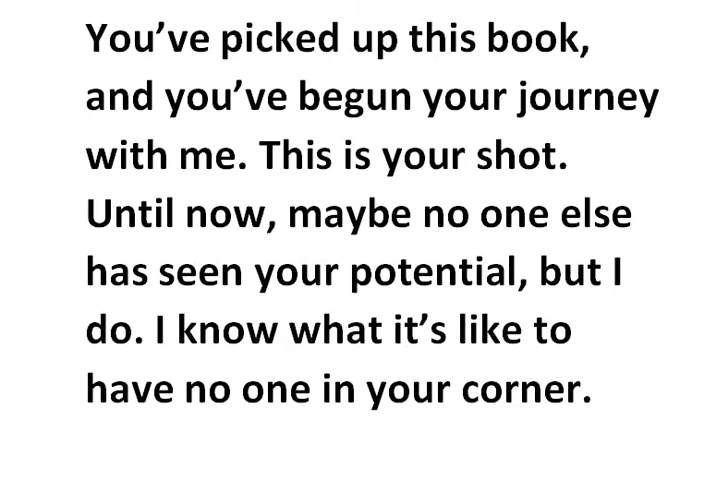 You’ve picked up this book,
and you’ve begun your journey
with me. This is your shot.
Until now, maybe no one else
has seen your potential, but I
do. I know what it’s like to
have no one in your corner.